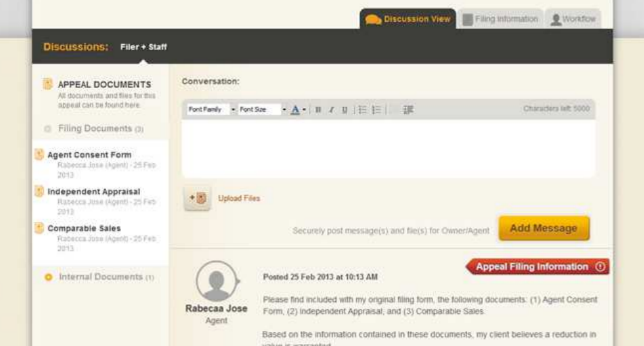 Discussion View
Filing Information
Workflow
Discussions: Filer + Staff
APPEAL DOCUMENTS
All documents and files for this
appeal can be found here.
Filing Documents (3)
Agent Consent Form
Rabecca Jose (Agent) - 25 Feb
2013
Independent Appraisal
Rabecca Jose (Agent) - 25 Feb
2013
Comparable Sales
Rabecca Jose (Agent) - 25 Feb
2013
Internal Documents (1)
Conversation:
Font Family Font Size A B I U Characters left: 5000
Upload Files
Securely post message(s) and file(s) for Owner/Agent
Add Message
Appeal Filing Information
Rabecaa Jose
Agent
Posted 25 Feb 2013 at 10:13 AM
Please find included with my original filing form, the following documents: (1) Agent Consent
Form, (2) Independent Appraisal, and (3) Comparable Sales.
Based on the information contained in these documents, my client believes a reduction in
value is warranted.